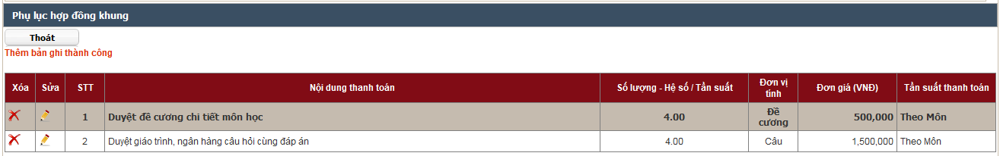 Phụ lục hợp đồng khung
Thoát
Thêm bản ghi thành công
Xóa Sửa STT Nội dung thanh toán Số lượng - Hệ số / Tần suất Đơn vị tính Đơn giá (VNĐ) Tần suất thanh toán
1 Duyệt đề cương chi tiết môn học 4.00 Đề cương 500,000 Theo Môn
2 Duyệt giáo trình, ngân hàng câu hỏi cùng đáp án 4.00 Câu 1,500,000 Theo Môn